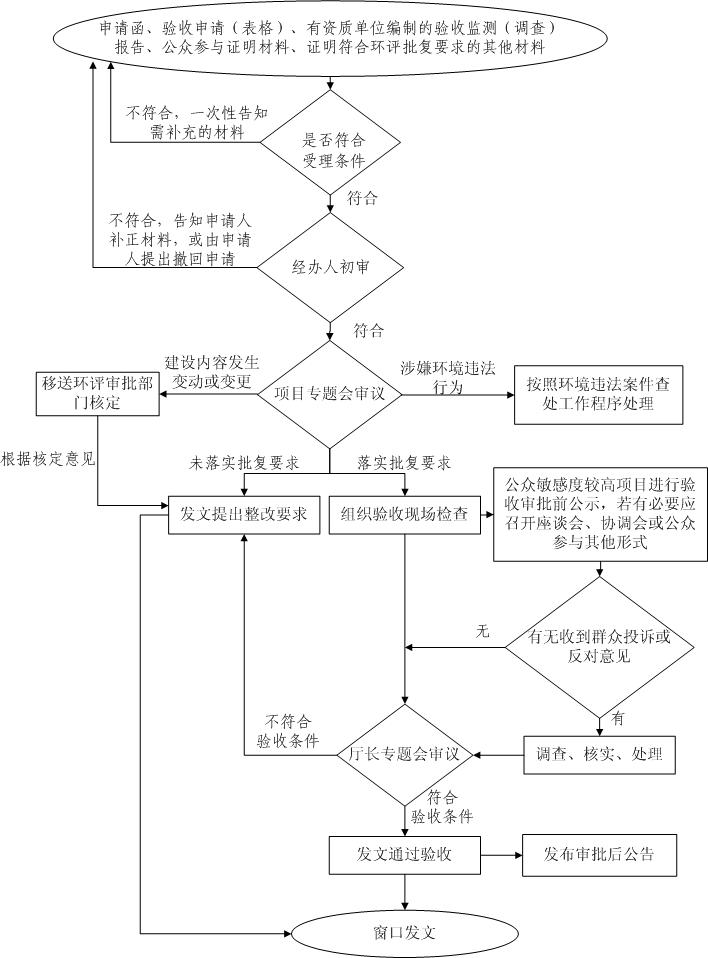 申请函、验收申请（表格）、有资质单位编制的验收监测（调查）
报告、公众参与证明材料、证明符合环评批复要求的其他材料
不符合，一次性告知
需补充的材料
是否符合
受理条件
符合
不符合，告知申请人
补正材料，或由申请
人提出撤回申请
经办人初审
符合
建设内容发生
变动或变更
涉嫌环境违法
行为
移送环评审批部
门核定
项目专题会审议
按照环境违法案件查
处工作程序处理
根据核定意见
未落实批复要求
落实批复要求
发文提出整改要求
组织验收现场检查
公众敏感度较高项目进行验
收审批前公示，若有必要应
召开座谈会、协调会或公众
参与其他形式
无
有无收到群众投诉或
反对意见
有
不符合
验收条件
厅长专题会审议
调查、核实、处理
符合
验收条件
发文通过验收
发布审批后公告
窗口发文